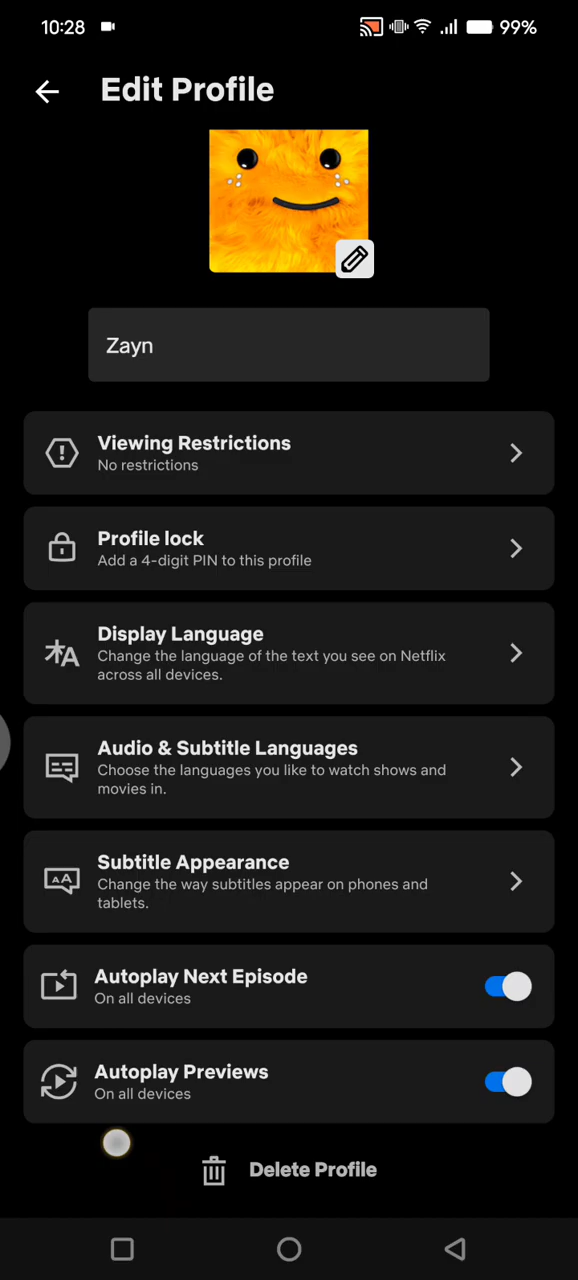 10:28
99%
Edit Profile
Zayn
Viewing Restrictions
No restrictions
Profile lock
Add a 4-digit PIN to this profile
Display Language
Change the language of the text you see on Netflix
across all devices.
Audio & Subtitle Languages
Choose the languages you like to watch shows and
movies in.
Subtitle Appearance
Change the way subtitles appear on phones and
tablets.
Autoplay Next Episode
On all devices
Autoplay Previews
On all devices
Delete Profile